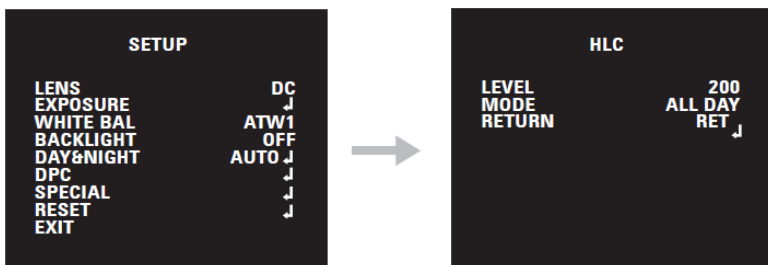 SETUP
LENS DC
EXPOSURE ↲
WHITE BAL ATW1
BACKLIGHT OFF
DAY&NIGHT AUTO ↲
DPC ↲
SPECIAL ↲
RESET ↲
EXIT
HLC
LEVEL 200
MODE ALL DAY
RETURN RET ↲